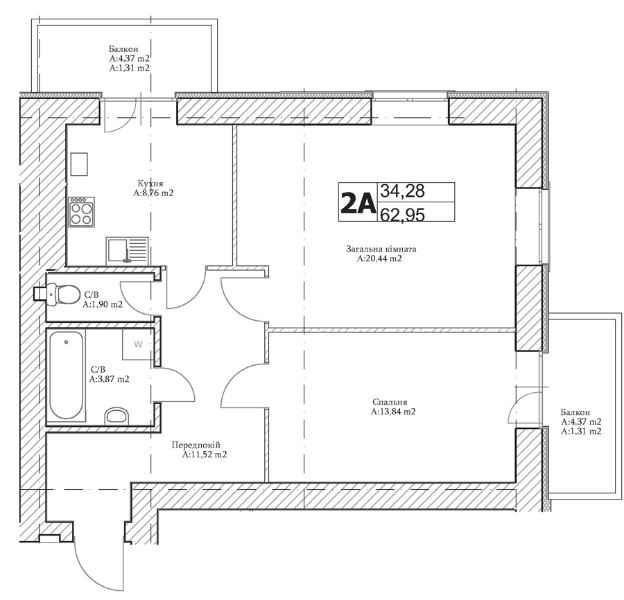 Балкон
A:4,37 m2
A:1,31 m2
Кухня
A:8,76 m2
2А
34,28
62,95
Загальна кімната
A:20,44 m2
С/В
A:1,90 m2
W
С/В
A:3,87 m2
Спальня
A:13,84 m2
Балкон
A:4,37 m2
A:1,31 m2
Передпокій
A:11,52 m2